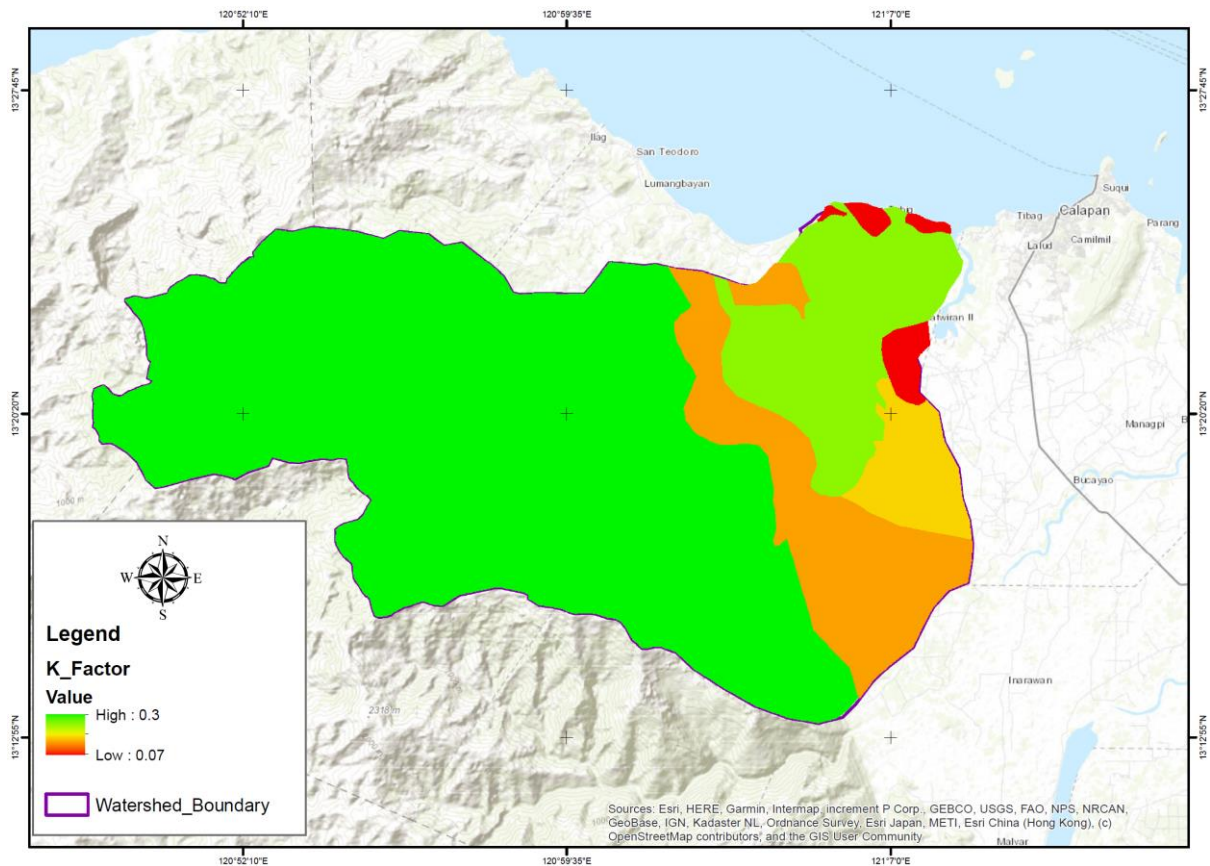 120°52'10"E 120°59'35"E 121°7'0"E
13°27'45"N 13°27'45"N
Ilag
San Teodoro
Lumangbayan
Suqui
Tibag
Calapan
Parang
Lalud
Camilmil
13°20'20"N 13°20'20"N
Managpi
Bucayao
1000 m
N
W E
S
Legend
K_Factor
Value
High : 0.3
Low : 0.07
Watershed_Boundary
Inarawan
2318 m
13°12'55"N 13°12'55"N
Sources: Esri, HERE, Garmin, Intermap, increment P Corp., GEBCO, USGS, FAO, NPS, NRCAN,
GeoBase, IGN, Kadaster NL, Ordnance Survey, Esri Japan, METI, Esri China (Hong Kong), (c)
OpenStreetMap contributors, and the GIS User Community
Malvar
120°52'10"E 120°59'35"E 121°7'0"E